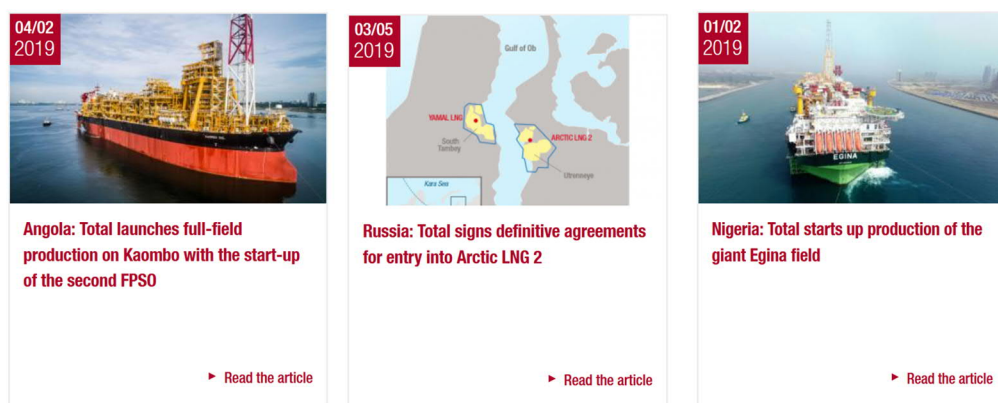 04/02
2019
Angola: Total launches full-field
production on Kaombo with the start-up
of the second FPSO
► Read the article
03/05
2019
Gulf of Ob
YAMAL LNG
South
Tambey
ARCTIC LNG 2
Utrenneye
Kara Sea
Russia: Total signs definitive agreements
for entry into Arctic LNG 2
► Read the article
01/02
2019
EGINA
Nigeria: Total starts up production of the
giant Egina field
► Read the article